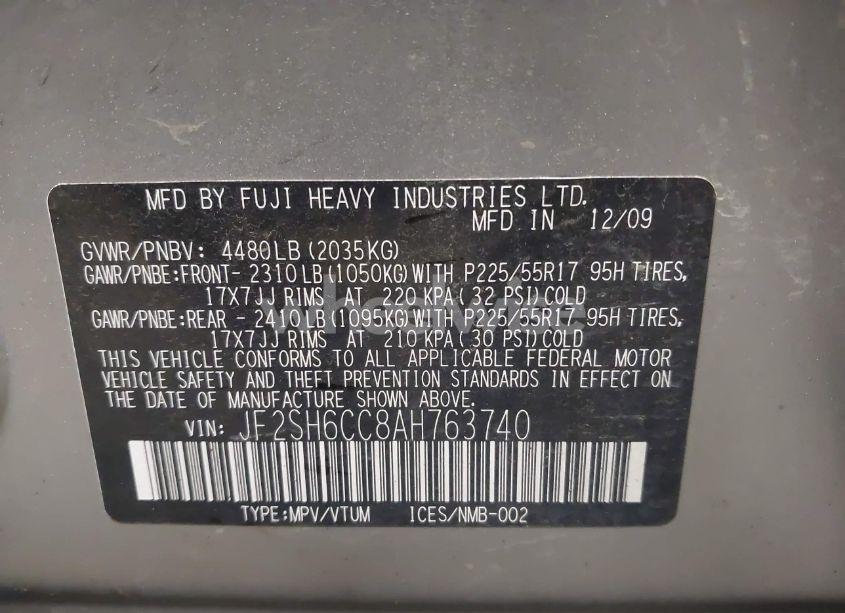 MFD BY FUJI HEAVY INDUSTRIES LTD.
MFD IN 12/09
GVWR/PNBV: 4480LB (2035KG)
GAWR/PNBE:FRONT- 2310 LB (1050KG) WITH P225/55R17 95H TIRES,
17X7JJ RIMS AT 220 KPA ( 32 PSI) COLD
GAWR/PNBE:REAR - 2410 LB (1095KG) WITH P225/55R17 95H TIRES,
17X7JJ RIMS AT 210 KPA ( 30 PSI) COLD
THIS VEHICLE CONFORMS TO ALL APPLICABLE FEDERAL MOTOR
VEHICLE SAFETY AND THEFT PREVENTION STANDARDS IN EFFECT ON
THE DATE OF MANUFACTURE SHOWN ABOVE.
VIN: JF2SH6CC8AH763740
TYPE:MPV/VTUM ICES/NMB-002